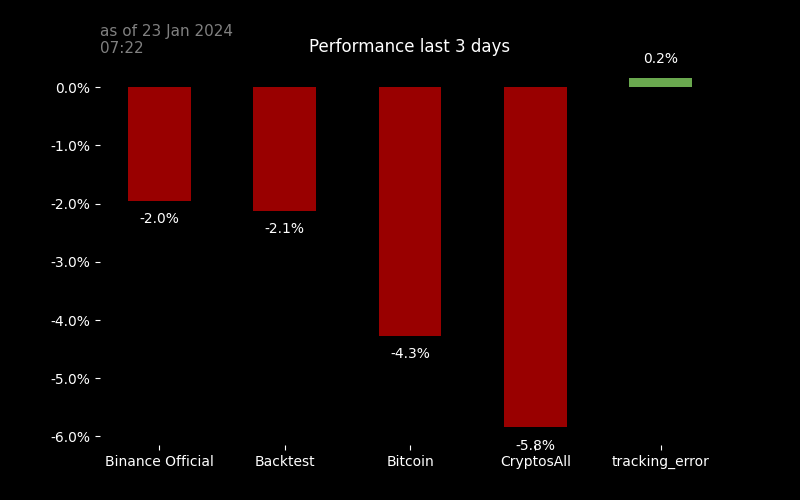 as of 23 Jan 2024
07:22
Performance last 3 days
0.2%
0.0%
-1.0%
-2.0%
-3.0%
-4.0%
-5.0%
-6.0%
-2.0%
-2.1%
-4.3%
-5.8%
Binance Official
Backtest
Bitcoin
CryptosAll
tracking_error